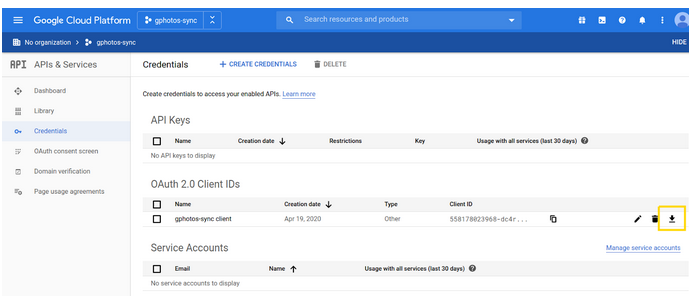 Google Cloud Platform gphotos-sync Search resources and products
No organization > gphotos-sync HIDE
API APIs & Services
Credentials + CREATE CREDENTIALS DELETE
Dashboard
Library
Credentials
OAuth consent screen
Domain verification
Page usage agreements
Create credentials to access your enabled APIs. Learn more
API Keys
Name Creation date Restrictions Key Usage with all services (last 30 days)
No API keys to display
OAuth 2.0 Client IDs
Name Creation date Type Client ID
gphotos-sync client Apr 19, 2020 Other 558178023968-dc4r...
Service Accounts Manage service accounts
Email Name Usage with all services (last 30 days)
No service accounts to display